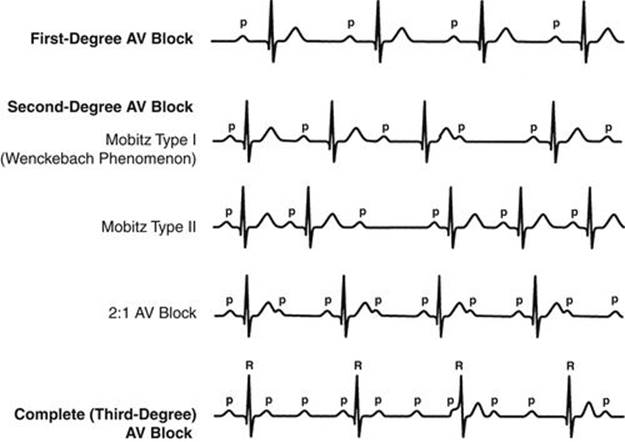 p p p p
First-Degree AV Block
Second-Degree AV Block
p p p p p p
Mobitz Type I
(Wenckebach Phenomenon)
p p p p p p
Mobitz Type II
p p p p p p p p p
2:1 AV Block
R R R R
p p p p p p p p p p
Complete (Third-Degree)
AV Block